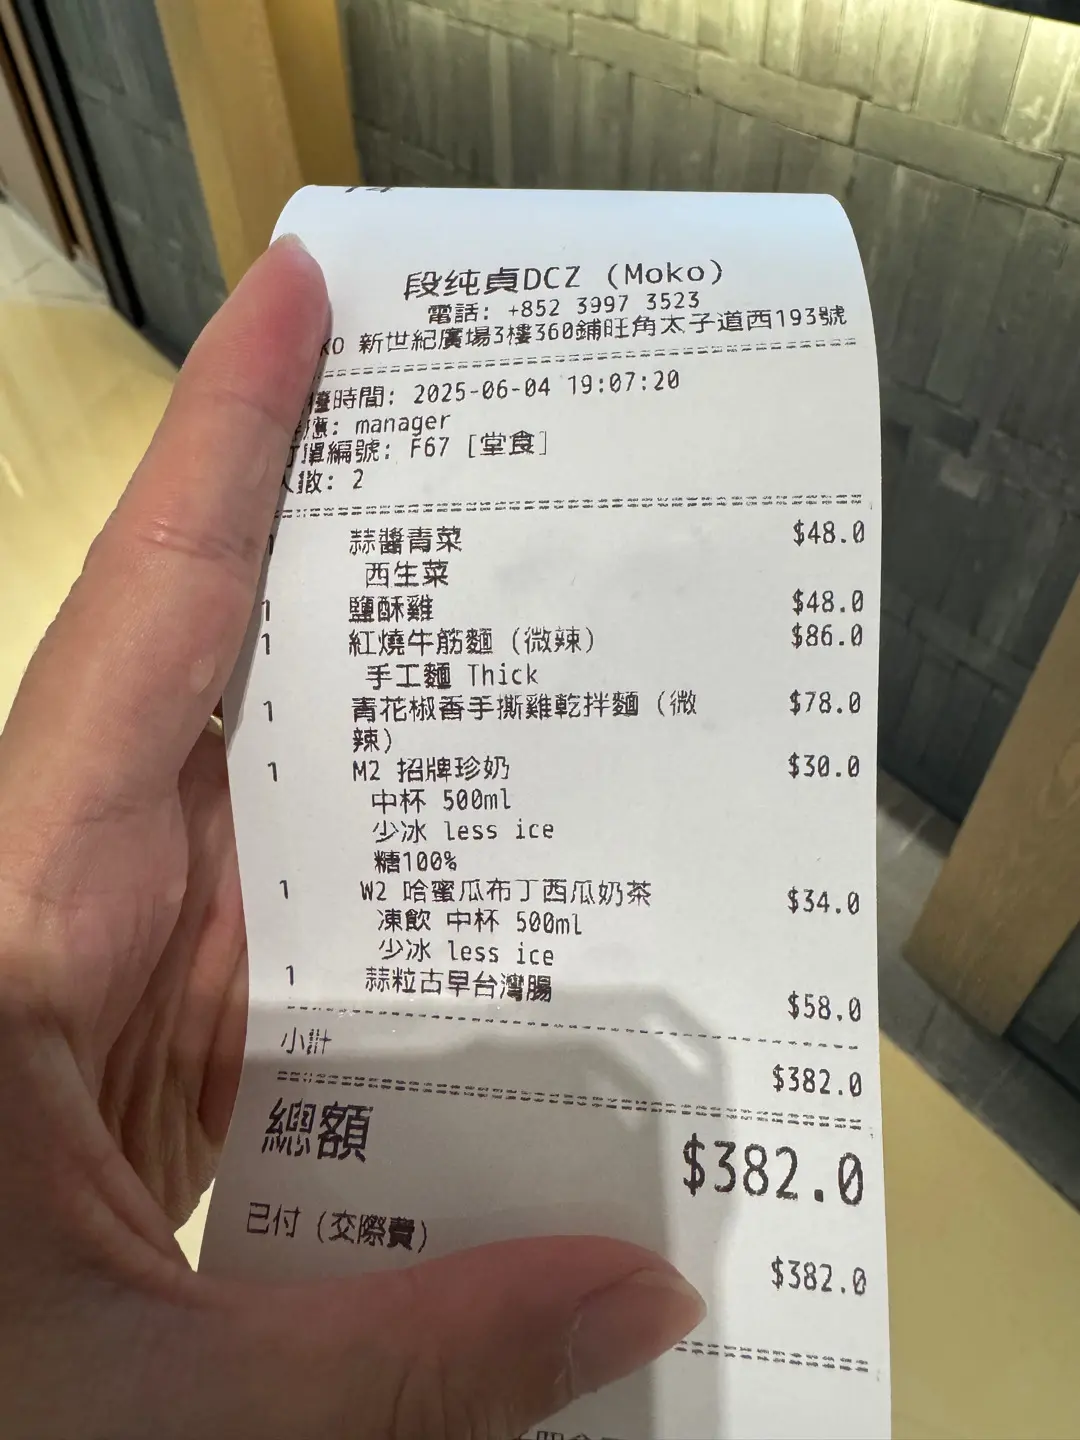 段纯貞DCZ (Moko)
電話: +852 3997 3523
KO 新世紀廣場3樓360鋪旺角太子道西193號
時間: 2025-06-04 19:07:20
manager
單編號: F67 [堂食]
人數: 2
1 蒜醬青菜 $48.0
西生菜
1 鹽酥雞 $48.0
1 紅燒牛筋麵 (微辣) $86.0
手工麵 Thick
1 青花椒香手撕雞乾拌麵 (微 $78.0
辣)
1 M2 招牌珍奶 $30.0
中杯 500ml
少冰 less ice
糖100%
1 W2 哈蜜瓜布丁西瓜奶茶 $34.0
凍飲 中杯 500ml
少冰 less ice
1 蒜粒古早台灣腸 $58.0
小計 $382.0
總額 $382.0
已付 (交際費) $382.0